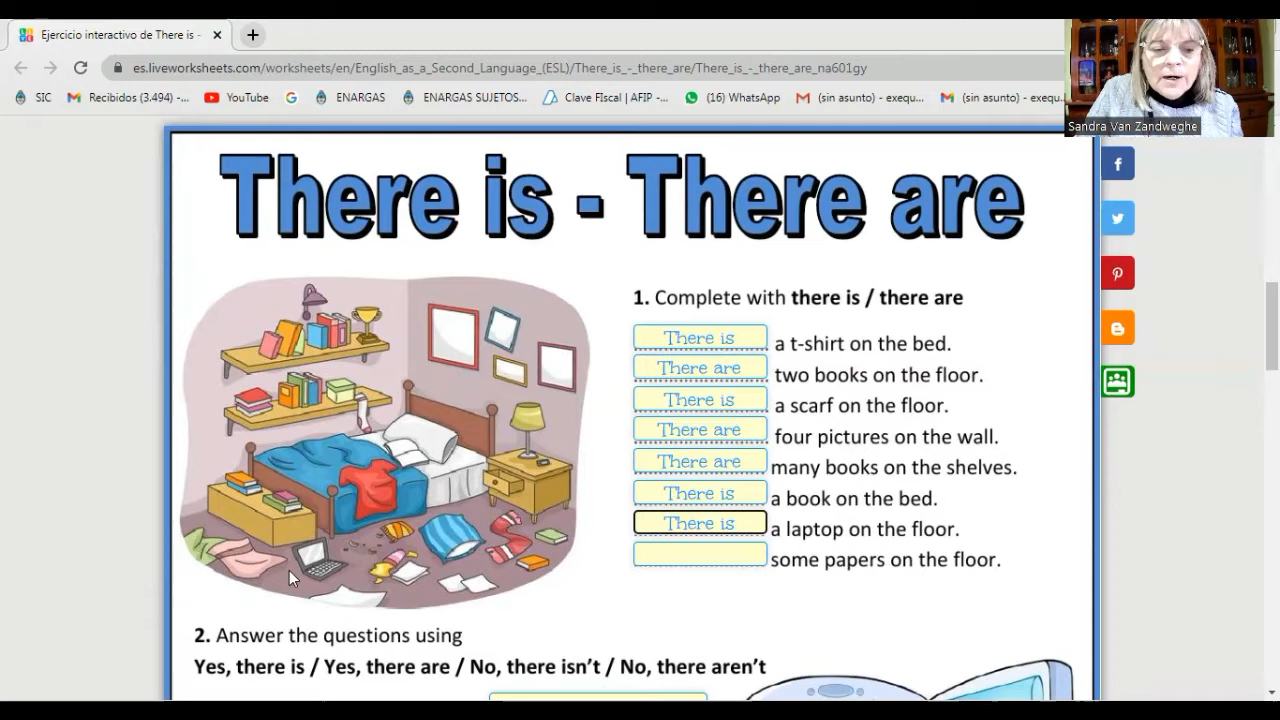 Ejercicio interactivo de There is -
es.liveworksheets.com/worksheets/en/English_as_a_Second_Language_(ESL)/There_is_-_there_are/There_is_-_there_are_na601gy
SIC
Recibidos (3.494) -...
YouTube
ENARGA...
ENARGAS SUJETOS...
Clave FIscal | AFIP -...
(16) WhatsApp
(sin asunto) - exequ...
(sin asunto) - exequ...
Sandra Van Zandweghe
There is - There are
1. Complete with there is / there are
There is a t-shirt on the bed.
There are two books on the floor.
There is a scarf on the floor.
There are four pictures on the wall.
There are many books on the shelves.
There is a book on the bed.
There is a laptop on the floor.
some papers on the floor.
2. Answer the questions using
Yes, there is / Yes, there are / No, there isn't / No, there aren't